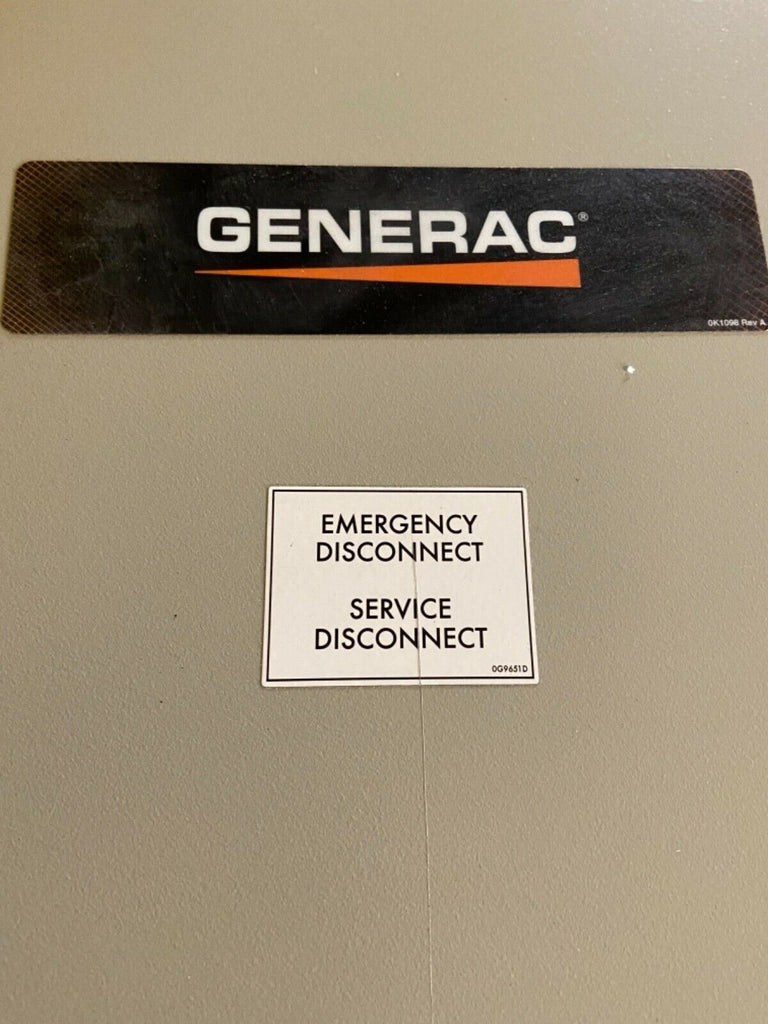 GENERAC®
0K1098 Rev A
EMERGENCY
DISCONNECT
SERVICE
DISCONNECT
0G9651D